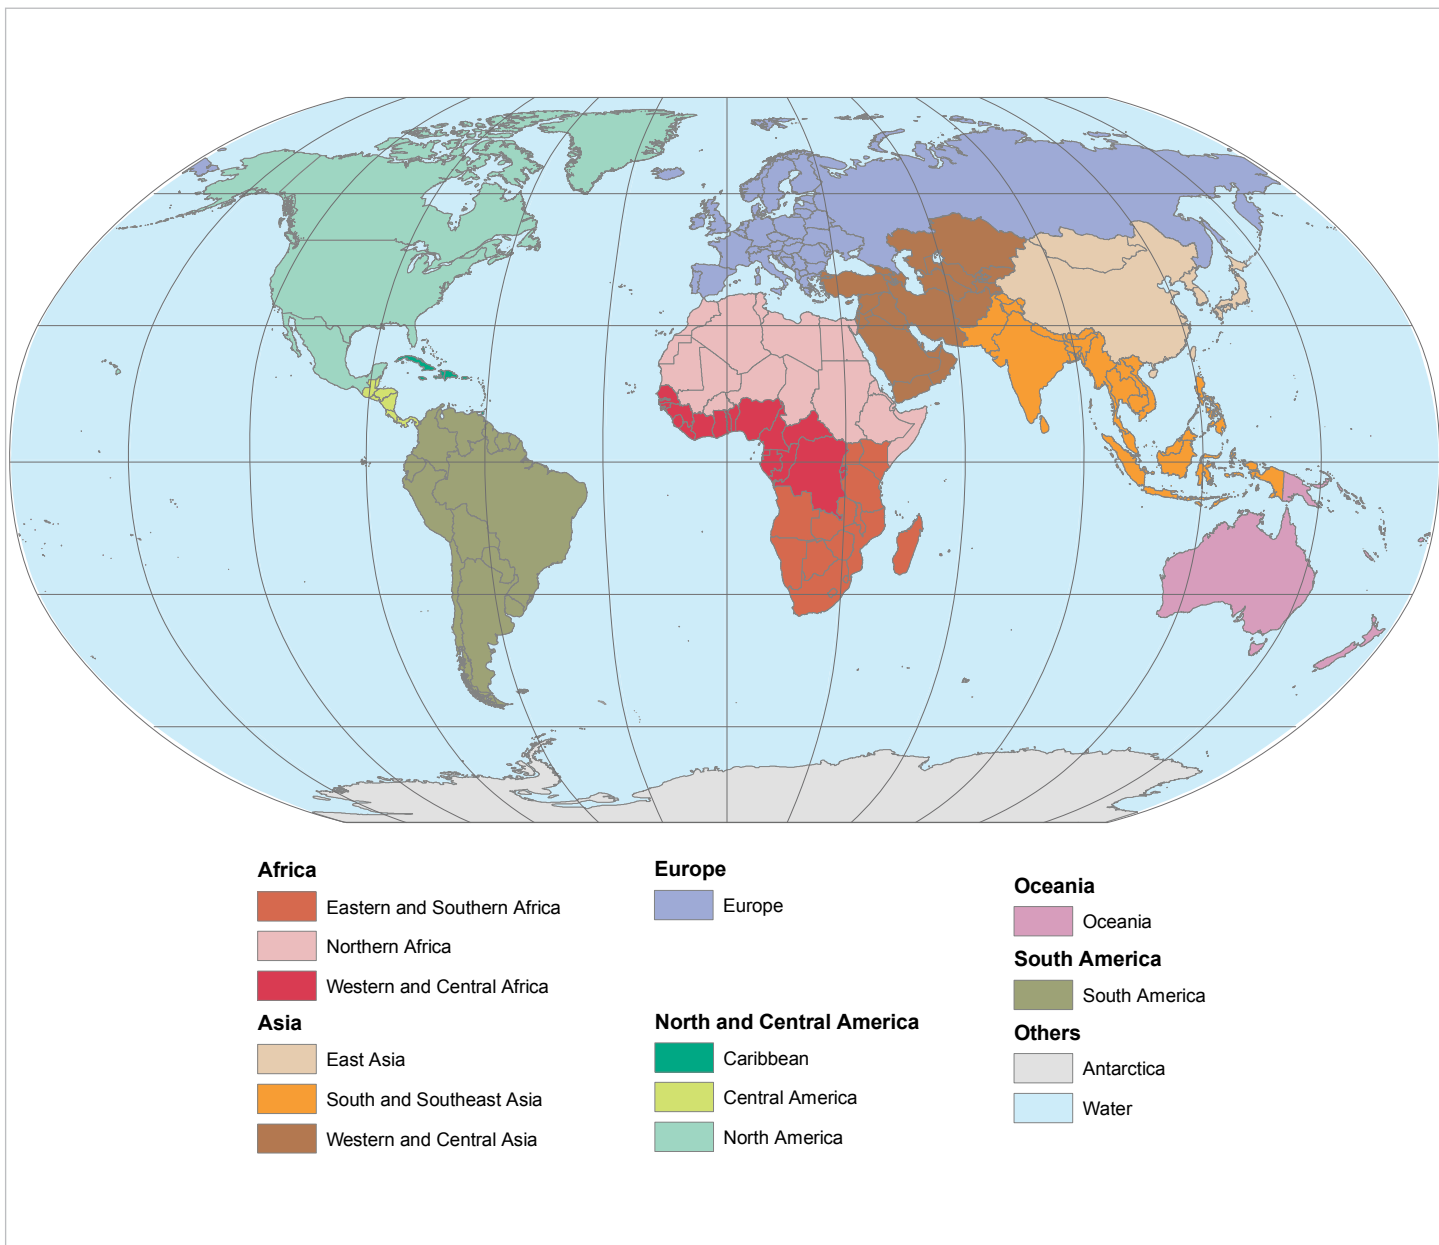 Africa
Eastern and Southern Africa
Northern Africa
Western and Central Africa
Asia
East Asia
South and Southeast Asia
Western and Central Asia
Europe
Europe
North and Central America
Caribbean
Central America
North America
Oceania
Oceania
South America
South America
Others
Antarctica
Water